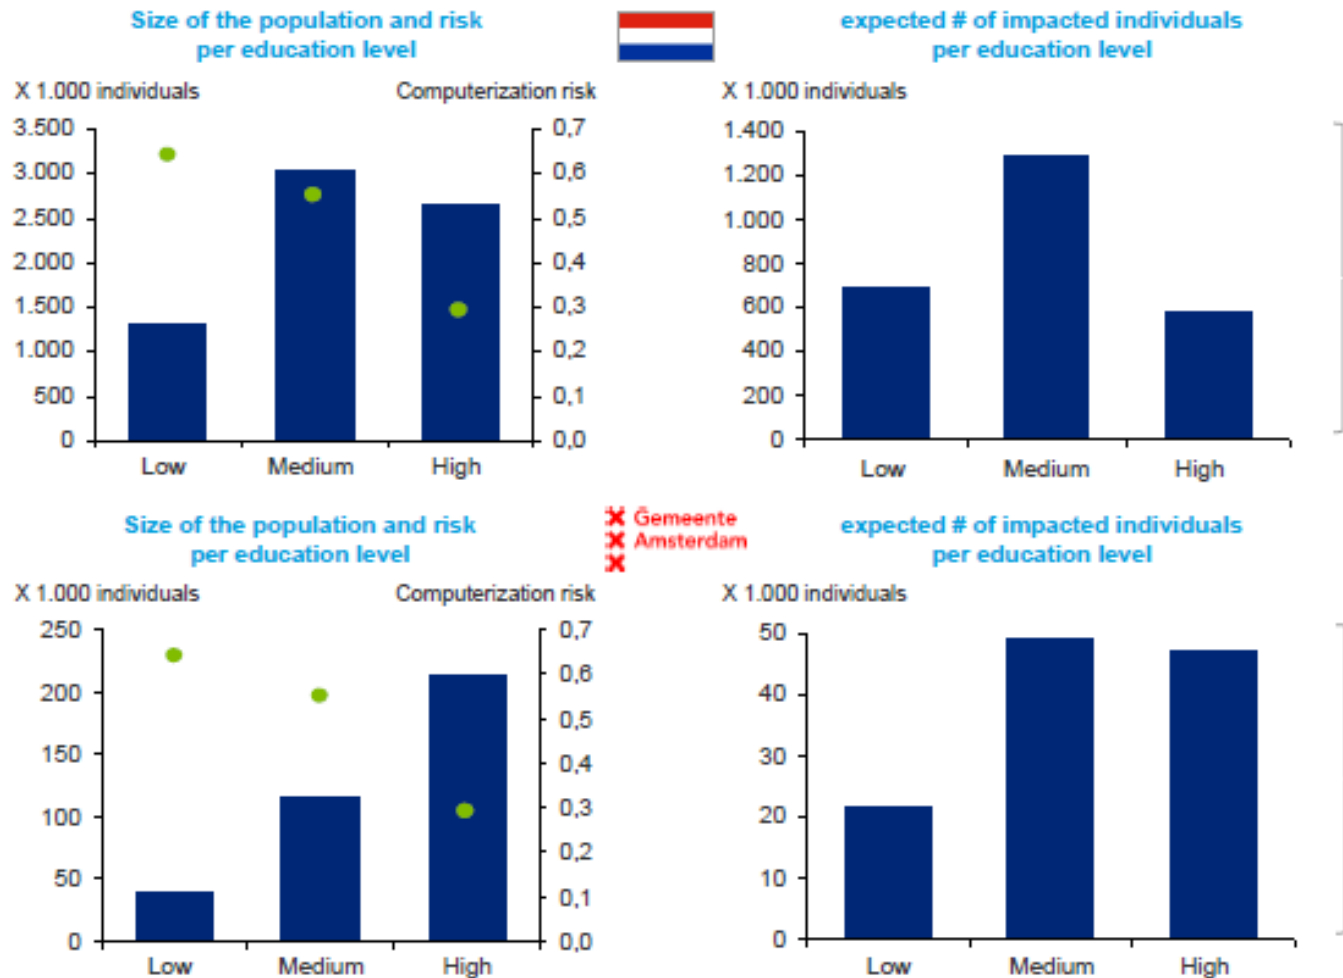 Size of the population and risk
per education level
expected # of impacted individuals
per education level
X 1.000 individuals
Computerization risk
X 1.000 individuals
3.500
3.000
2.500
2.000
1.500
1.000
500
0
0,7
0,6
0,5
0,4
0,3
0,2
0,1
0,0
Low Medium High
1.400
1.200
1.000
800
600
400
200
0
Low Medium High
Size of the population and risk
per education level
Gemeente
Amsterdam
expected # of impacted individuals
per education level
X 1.000 individuals
Computerization risk
X 1.000 individuals
250
200
150
100
50
0
0,7
0,6
0,5
0,4
0,3
0,2
0,1
0,0
Low Medium High
50
40
30
20
10
0
Low Medium High